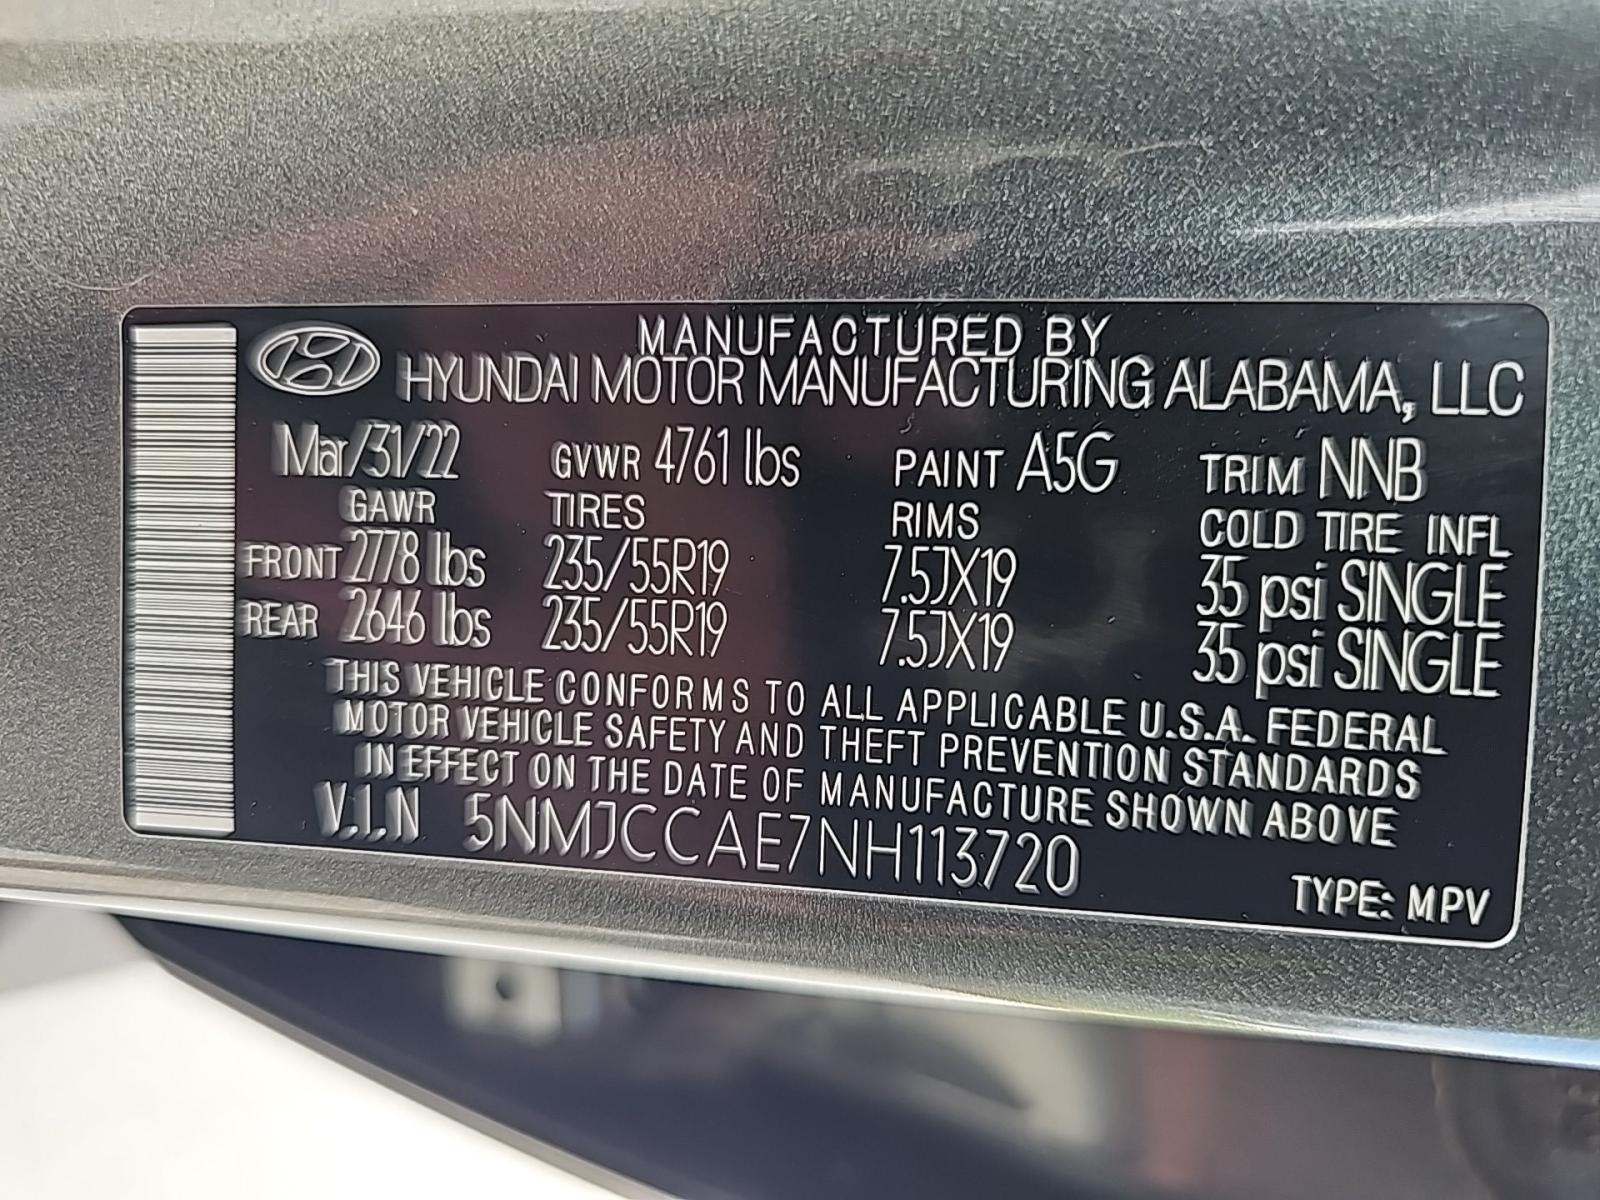 MANUFACTURED BY
HYUNDAI MOTOR MANUFACTURING ALABAMA, LLC
Mar/31/22 GVWR 4761 lbs PAINT A5G TRIM NNB
GAWR TIRES RIMS COLD TIRE INFL
FRONT 2778 lbs 235/55R19 7.5JX19 35 psi SINGLE
REAR 2646 lbs 235/55R19 7.5JX19 35 psi SINGLE
THIS VEHICLE CONFORMS TO ALL APPLICABLE U.S.A. FEDERAL
MOTOR VEHICLE SAFETY AND THEFT PREVENTION STANDARDS
IN EFFECT ON THE DATE OF MANUFACTURE SHOWN ABOVE
V.I.N 5NMJCCAE7NH113720
TYPE: MPV